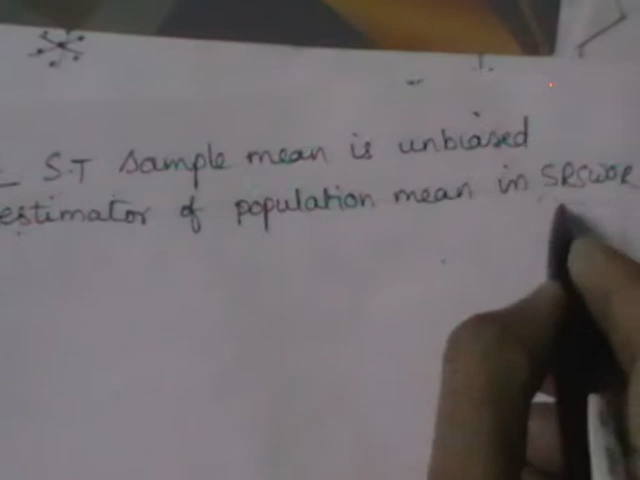 S.T sample mean is unbiased
estimator of population mean in SRSWOR